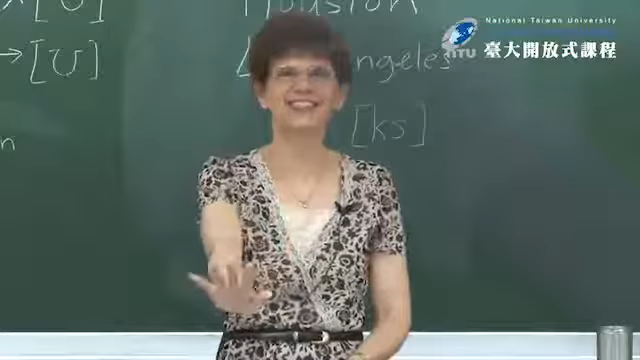 [ʊ]
Houston
National Taiwan University
→[ʊ]
Angeles
NTU 臺大開放式課程
[ks]
n